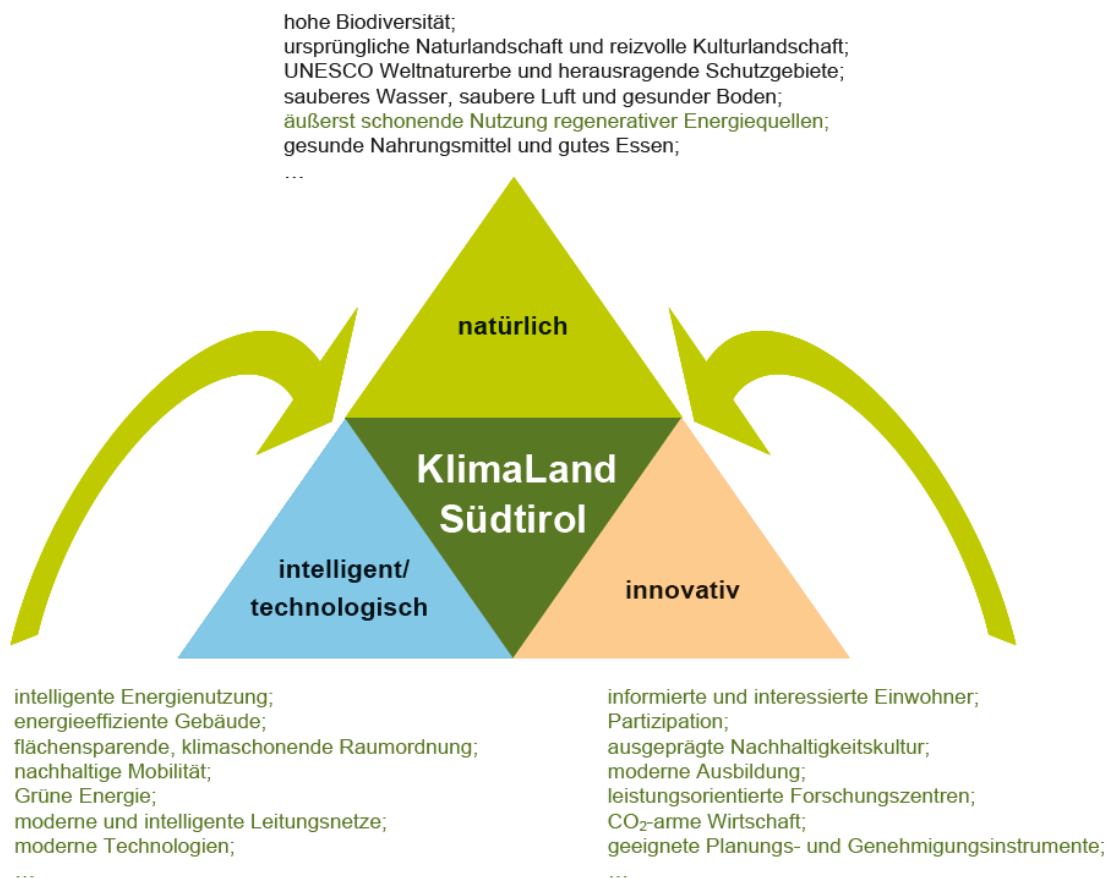 hohe Biodiversität;
ursprüngliche Naturlandschaft und reizvolle Kulturlandschaft;
UNESCO Weltnaturerbe und herausragende Schutzgebiete;
sauberes Wasser, saubere Luft und gesunder Boden;
äußerst schonende Nutzung regenerativer Energiequellen;
gesunde Nahrungsmittel und gutes Essen;
…
natürlich
KlimaLand
Südtirol
intelligent/
technologisch
innovativ
intelligente Energienutzung;
energieeffiziente Gebäude;
flächensparende, klimaschonende Raumordnung;
nachhaltige Mobilität;
Grüne Energie;
moderne und intelligente Leitungsnetze;
moderne Technologien;
…
informierte und interessierte Einwohner;
Partizipation;
ausgeprägte Nachhaltigkeitskultur;
moderne Ausbildung;
leistungsorientierte Forschungszentren;
CO₂-arme Wirtschaft;
geeignete Planungs- und Genehmigungsinstrumente;
…